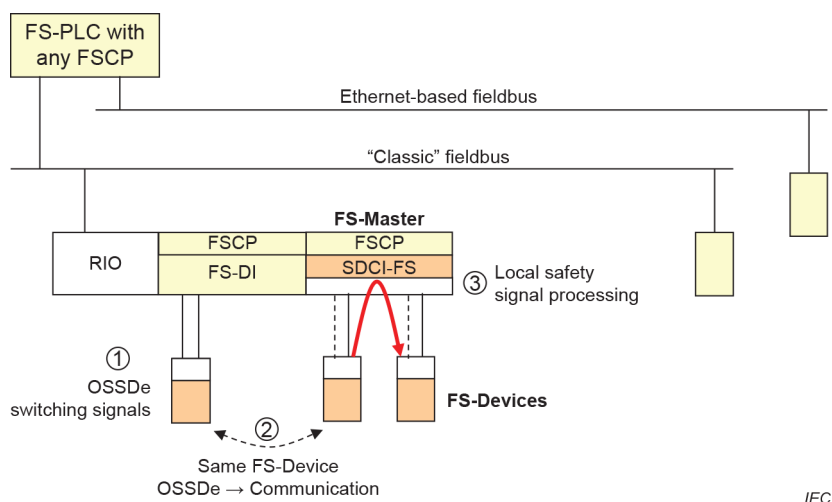 FS-PLC with
any FSCP
Ethernet-based fieldbus
“Classic” fieldbus
FS-Master
RIO
FSCP
FSCP
FS-DI
SDCI-FS
③ Local safety
signal processing
①
OSSDe
switching signals
FS-Devices
②
Same FS-Device
OSSDe → Communication
IEC